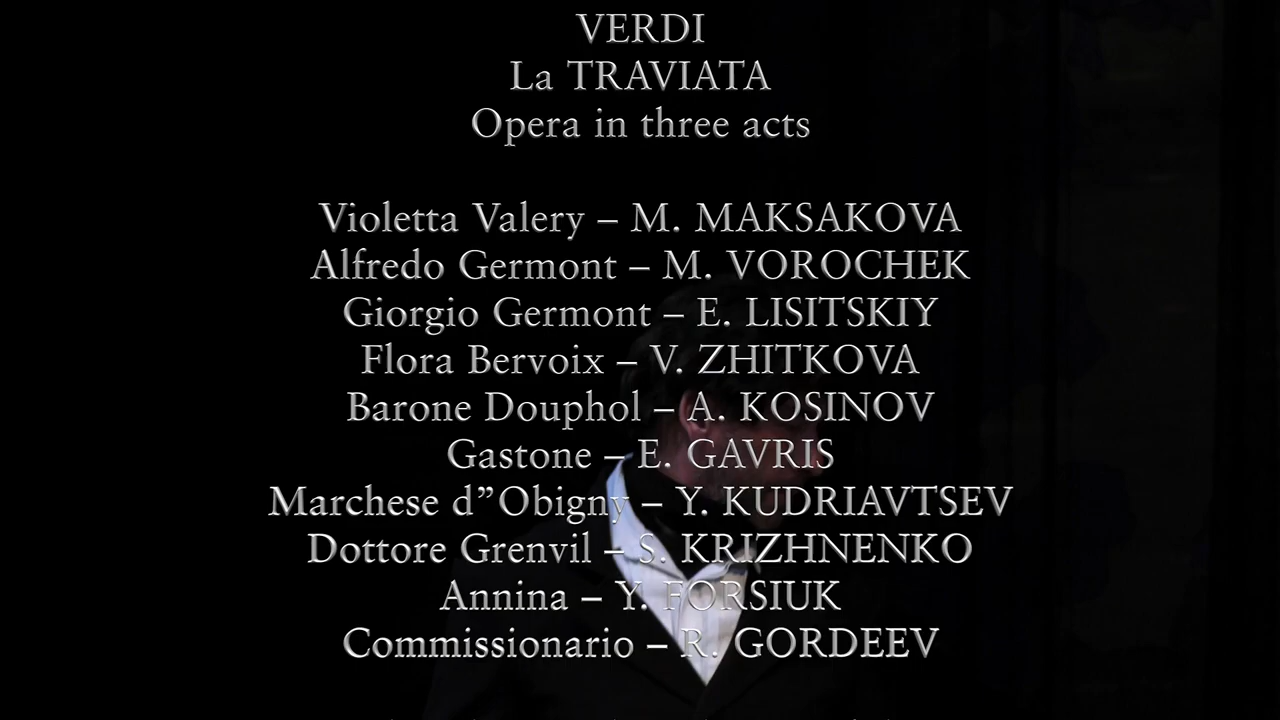 VERDI
La TRAVIATA
Opera in three acts
Violetta Valery – M. MAKSAKOVA
Alfredo Germont – M. VOROCHEK
Giorgio Germont – E. LISITSKIY
Flora Bervoix – V. ZHITKOVA
Barone Douphol – A. KOSINOV
Gastone – E. GAVRIS
Marchese d”Obigny – Y. KUDRIAVTSEV
Dottore Grenvil – S. KRIZHNENKO
Annina – Y. FORSIUK
Commissionario – R. GORDEEV